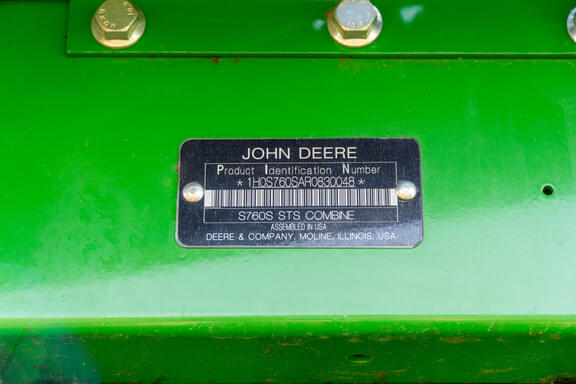 JOHN DEERE
Product Identification Number
*1H0S760SAR0830048*
S760S STS COMBINE
ASSEMBLED IN USA
DEERE & COMPANY, MOLINE, ILLINOIS, USA